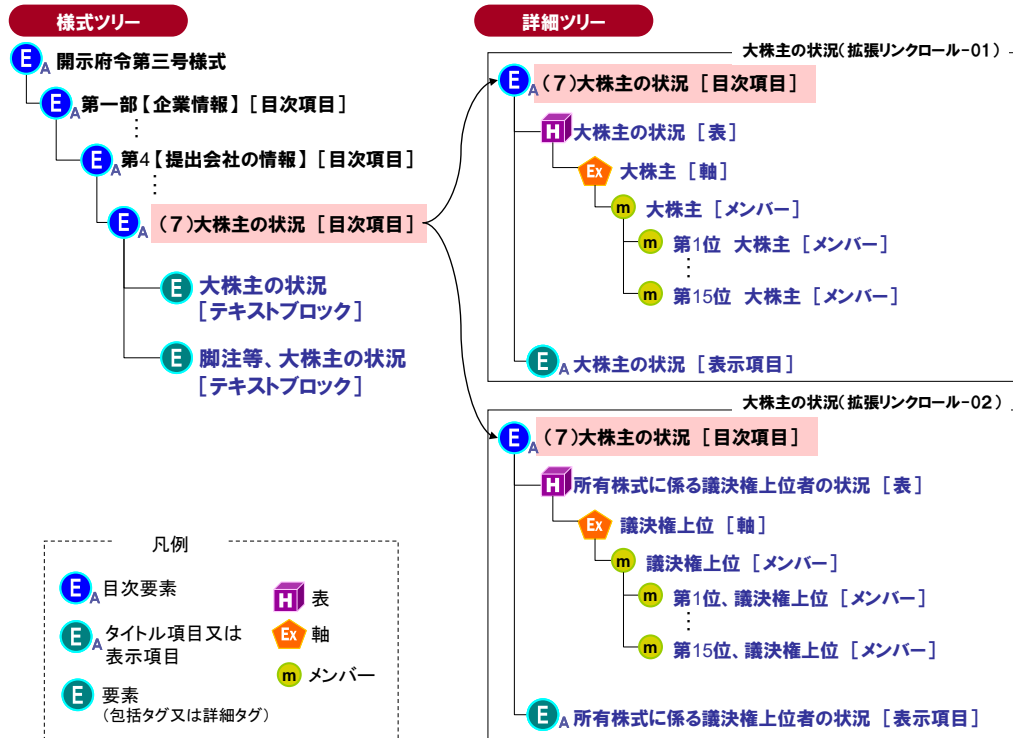 様式ツリー
開示府令第三号様式
第一部【企業情報】 [目次項目]
第4【提出会社の情報】 [目次項目]
(7)大株主の状況 [目次項目]
大株主の状況
[テキストブロック]
脚注等、大株主の状況
[テキストブロック]
凡例
目次要素
タイトル項目又は
表示項目
要素
(包括タグ又は詳細タグ)
表
軸
メンバー
詳細ツリー
大株主の状況(拡張リンクロール-01)
(7)大株主の状況 [目次項目]
大株主の状況 [表]
大株主 [軸]
大株主 [メンバー]
第1位 大株主 [メンバー]
第15位 大株主 [メンバー]
大株主の状況 [表示項目]
大株主の状況(拡張リンクロール-02)
(7)大株主の状況 [目次項目]
所有株式に係る議決権上位者の状況 [表]
議決権上位 [軸]
議決権上位 [メンバー]
第1位、議決権上位 [メンバー]
第15位、議決権上位 [メンバー]
所有株式に係る議決権上位者の状況 [表示項目]